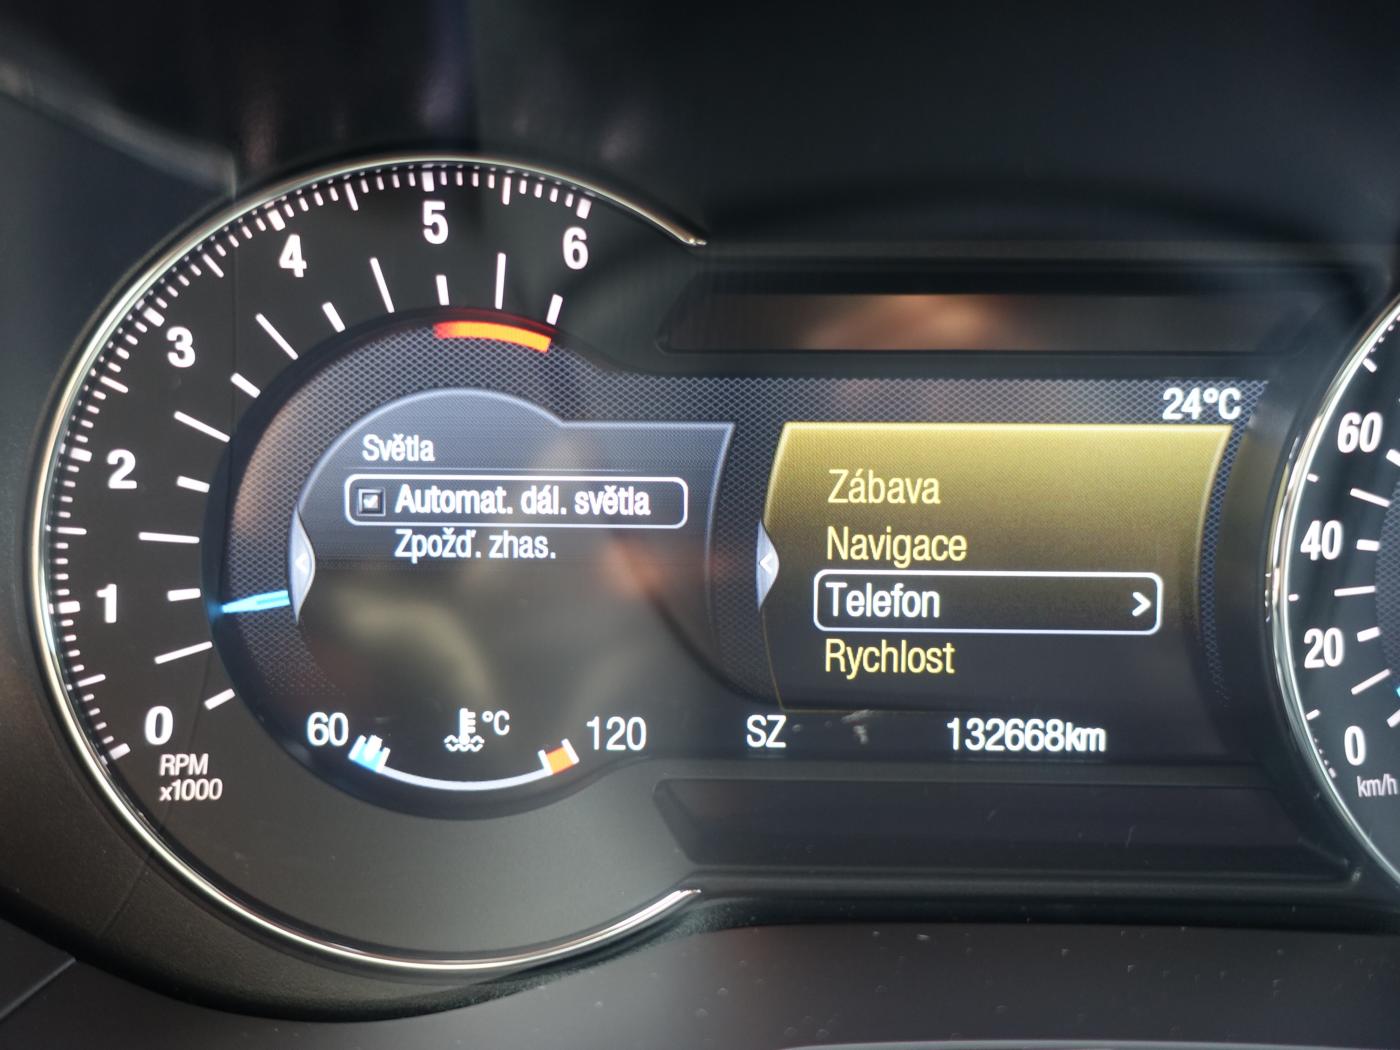 5
4
6
3
2
1
0
RPM
x1000
Světla
Automat. dál. světla
Zpožď. zhas.
60
°C
120
24°C
Zábava
Navigace
Telefon
Rychlost
SZ
132668km
60
40
20
0
km/h